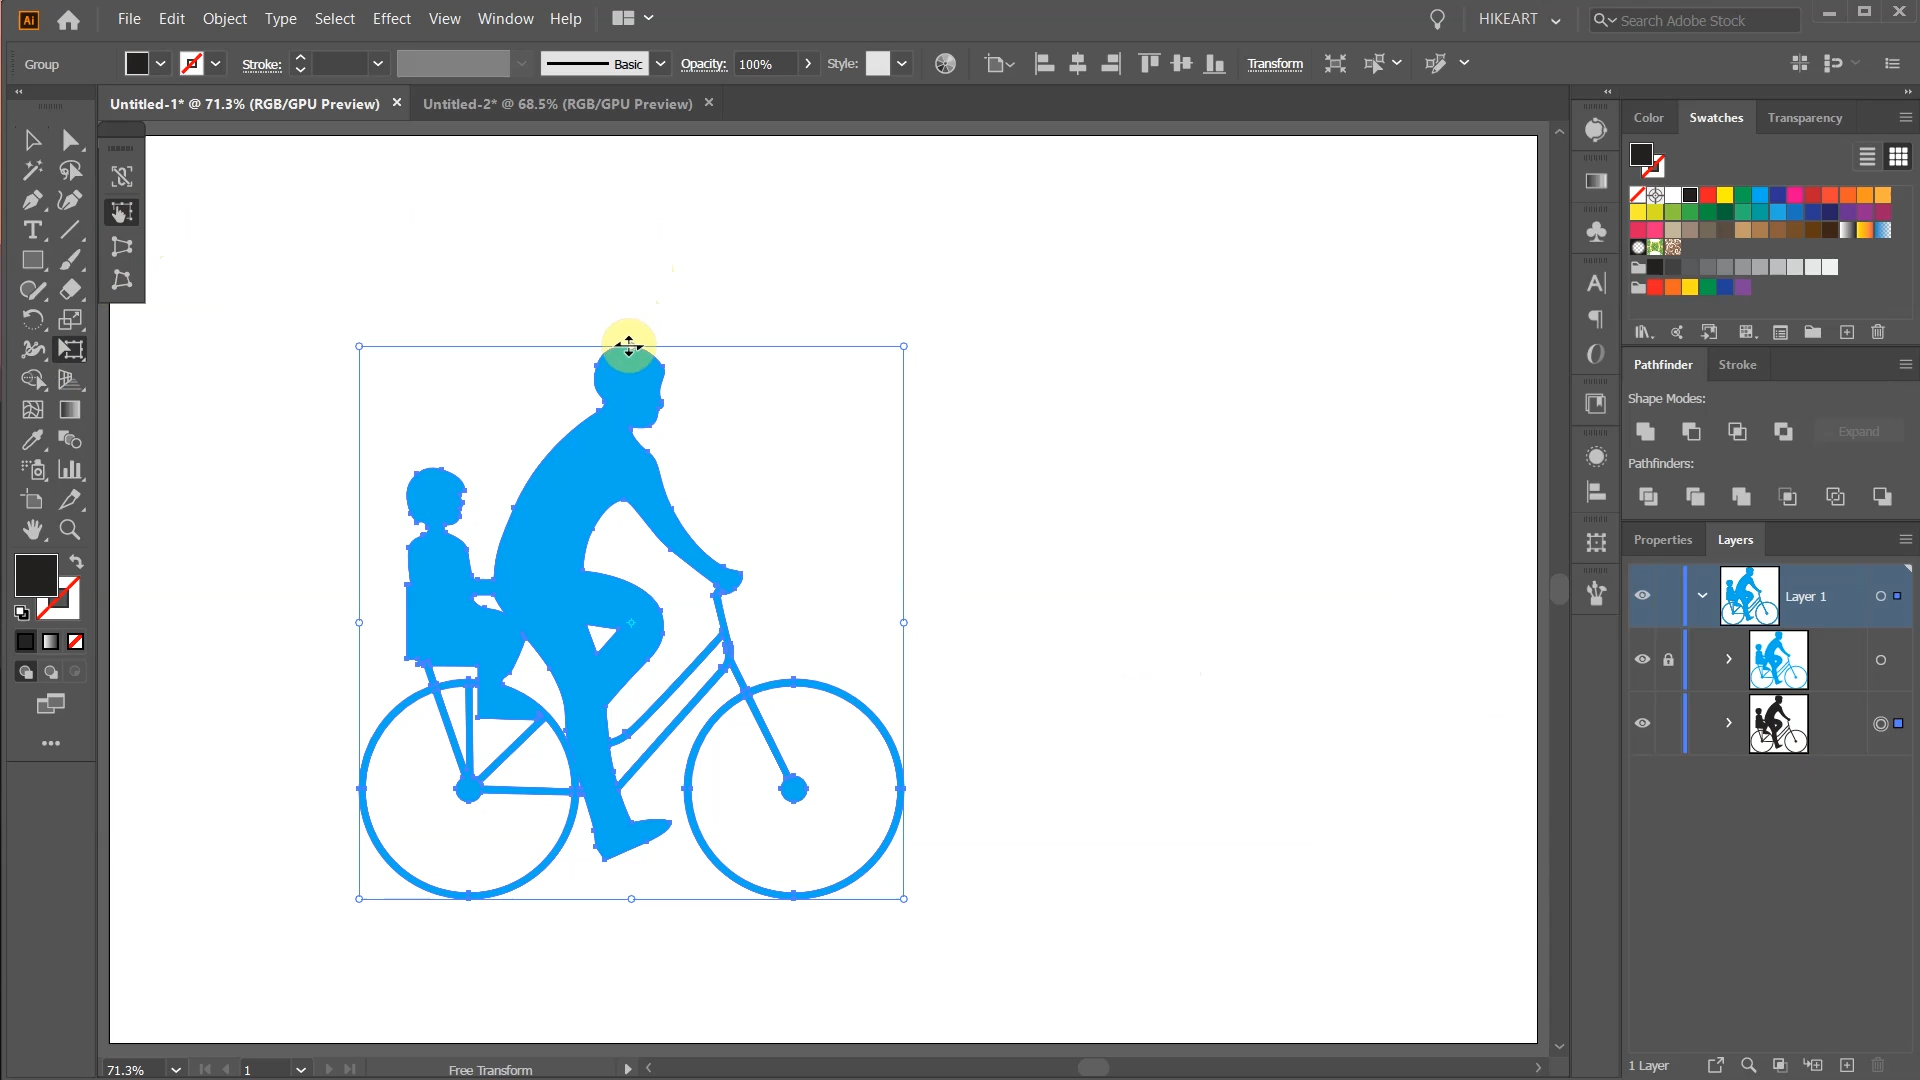 Ai File Edit Object Type Select Effect View Window Help HIKEART Search Adobe Stock
Group Stroke: Basic Opacity: 100% Style: Transform
Untitled-1* @ 71.3% (RGB/GPU Preview) Untitled-2* @ 68.5% (RGB/GPU Preview)
Color Swatches Transparency
Pathfinder Stroke
Shape Modes:
Expand
Pathfinders:
Properties Layers
Layer 1
1 Layer
71.3% 1 Free Transform